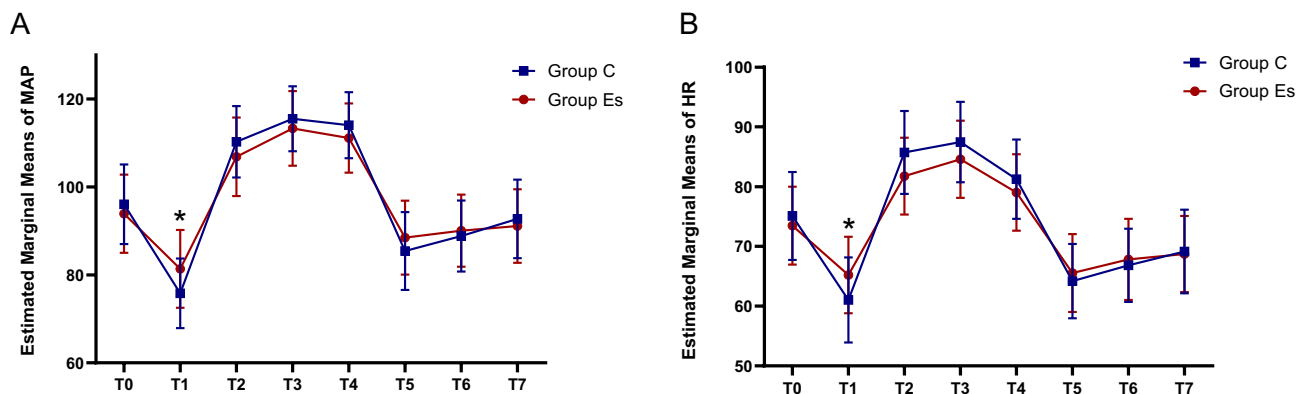 A
Estimated Marginal Means of MAP
120
100
80
60
*
T0 T1 T2 T3 T4 T5 T6 T7
Group C
Group Es
B
Estimated Marginal Means of HR
100
90
80
70
60
50
*
T0 T1 T2 T3 T4 T5 T6 T7
Group C
Group Es